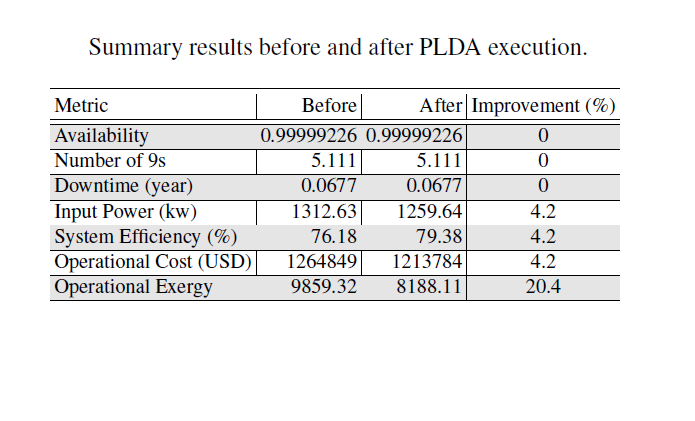 Summary results before and after PLDA execution.
Metric Before After Improvement (%)
Availability 0.99999226 0.99999226 0
Number of 9s 5.111 5.111 0
Downtime (year) 0.0677 0.0677 0
Input Power (kw) 1312.63 1259.64 4.2
System Efficiency (%) 76.18 79.38 4.2
Operational Cost (USD) 1264849 1213784 4.2
Operational Exergy 9859.32 8188.11 20.4